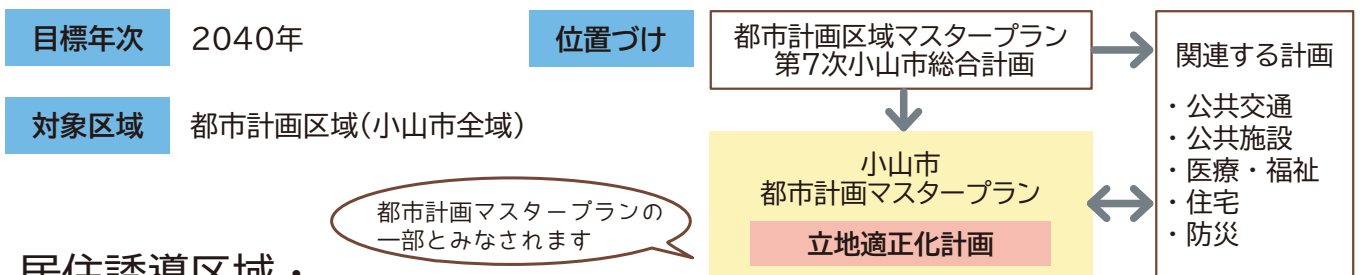 目標年次
2040年
対象区域
都市計画区域(小山市全域)
位置づけ
都市計画区域マスタープラン
第7次小山市総合計画
小山市
都市計画マスタープラン
立地適正化計画
都市計画マスタープランの
一部とみなされます
関連する計画
・公共交通
・公共施設
・医療・福祉
・住宅
・防災
居住誘導区域・